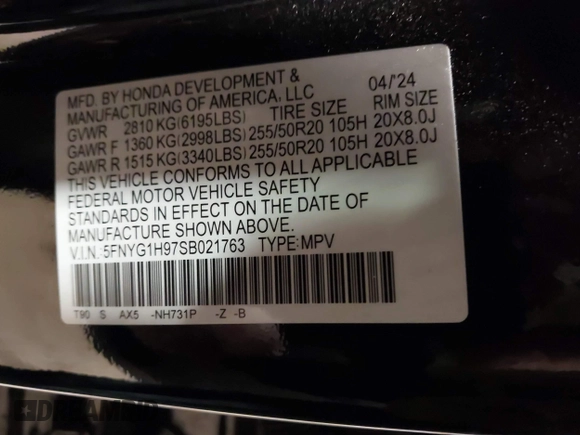 MFD. BY HONDA DEVELOPMENT &
MANUFACTURING OF AMERICA, LLC 04/'24
GVWR 2810 KG(6195LBS) TIRE SIZE RIM SIZE
GAWR F 1360 KG(2998LBS) 255/50R20 105H 20X8.0J
GAWR R 1515 KG(3340LBS) 255/50R20 105H 20X8.0J
THIS VEHICLE CONFORMS TO ALL APPLICABLE
FEDERAL MOTOR VEHICLE SAFETY
STANDARDS IN EFFECT ON THE DATE OF
MANUFACTURE SHOWN ABOVE.
V.I.N. 5FNYG1H97SB021763 TYPE:MPV
T90 S AX5 -NH731P -Z -B